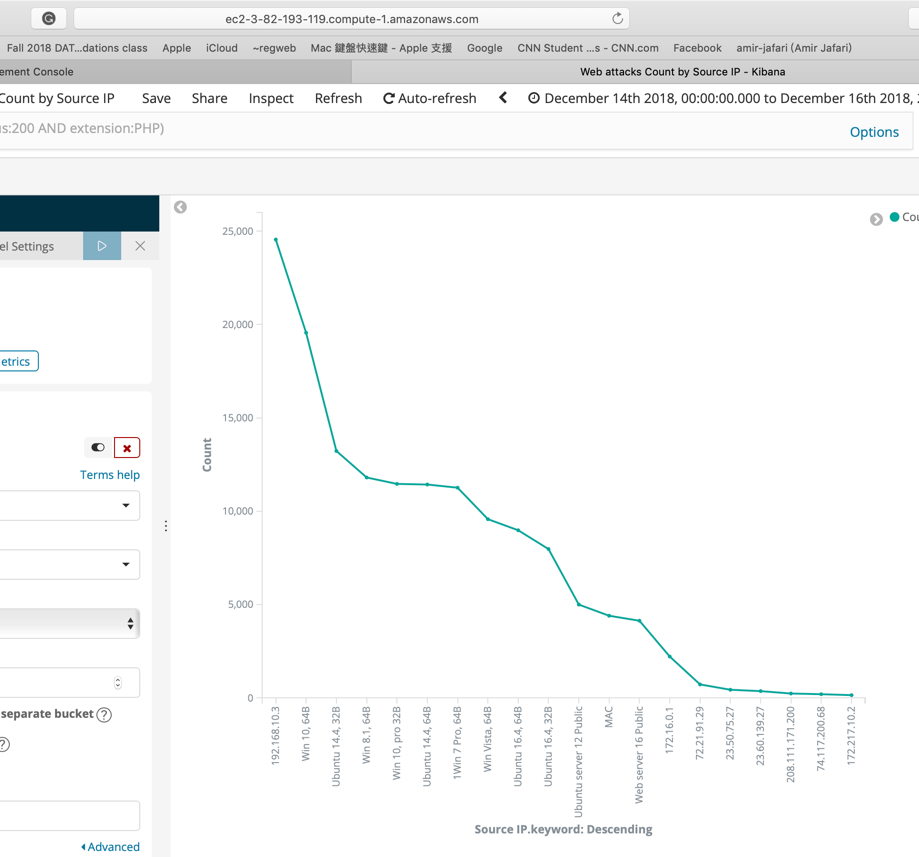 ec2-3-82-193-119.compute-1.amazonaws.com
Fall 2018 DAT...dations class Apple iCloud ~regweb Mac 鍵盤快速鍵 - Apple 支援 Google CNN Student ...s - CNN.com Facebook amir-jafari (Amir Jafari)
ement Console Web attacks Count by Source IP - Kibana
Count by Source IP Save Share Inspect Refresh Auto-refresh December 14th 2018, 00:00:00.000 to December 16th 2018, 2
us:200 AND extension:PHP) Options
el Settings
etrics
Terms help
separate bucket
Advanced
Cou
25,000
20,000
15,000
10,000
5,000
0
Count
192.168.10.3
Win 10, 64B
Ubuntu 14.4, 32B
Win 8.1, 64B
Win 10, pro 32B
Ubuntu 14.4, 64B
1Win 7 Pro, 64B
Win Vista, 64B
Ubuntu 16.4, 64B
Ubuntu 16.4, 32B
Ubuntu server 12 Public
MAC
Web server 16 Public
172.16.0.1
72.21.91.29
23.50.75.27
23.60.139.27
208.111.171.200
74.117.200.68
172.217.10.2
Source IP.keyword: Descending